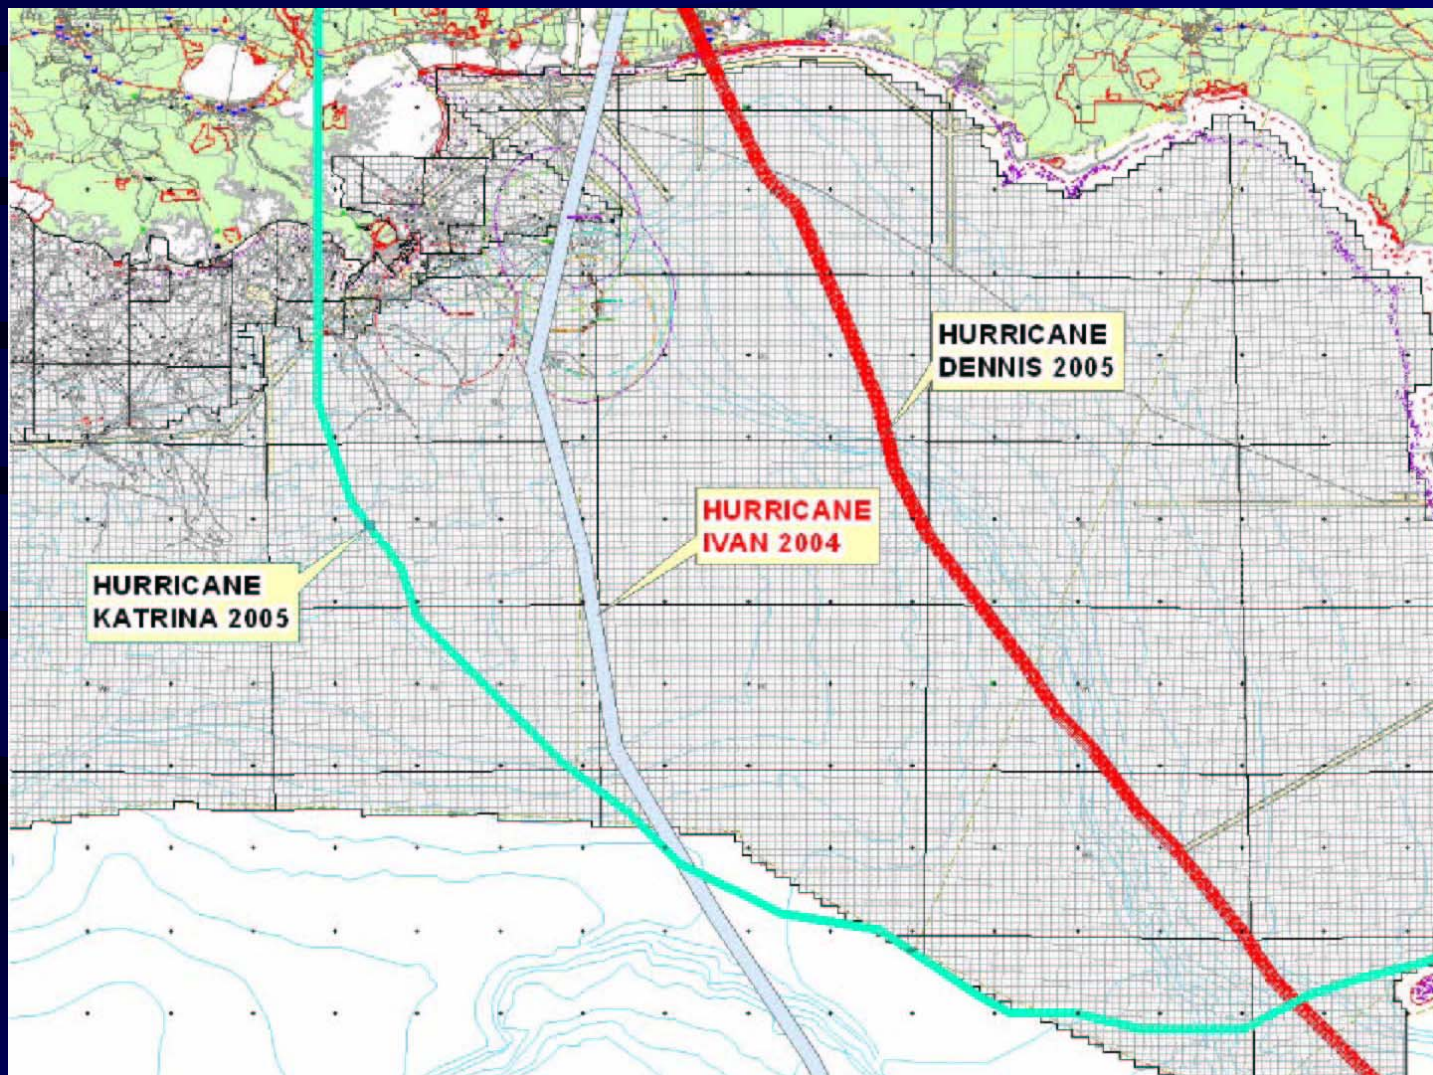 HURRICANE
DENNIS 2005
HURRICANE
IVAN 2004
HURRICANE
KATRINA 2005